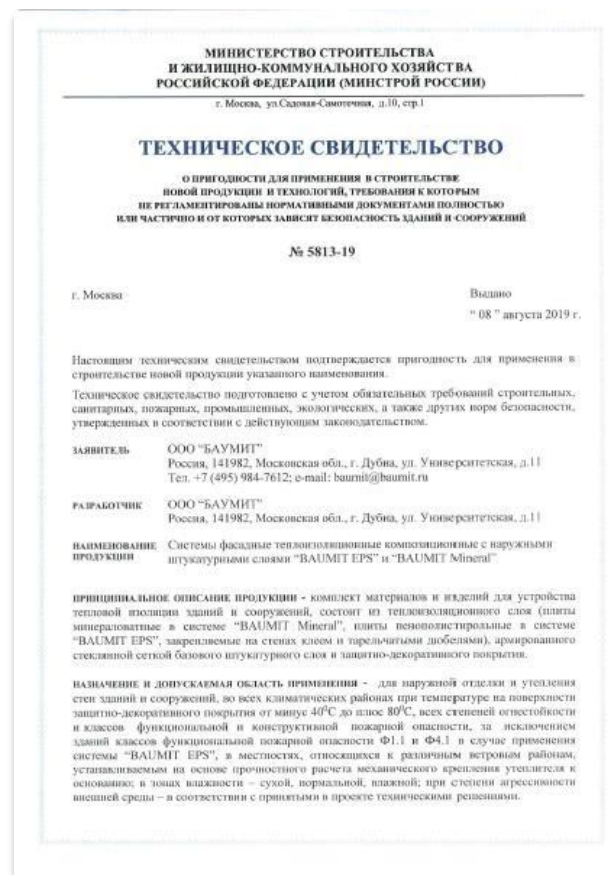 МИНИСТЕРСТВО СТРОИТЕЛЬСТВА
И ЖИЛИЩНО-КОММУНАЛЬНОГО ХОЗЯЙСТВА
РОССИЙСКОЙ ФЕДЕРАЦИИ (МИНСТРОЙ РОССИИ)
г. Москва, ул.Садовая-Самотечная, д.10, стр.1
ТЕХНИЧЕСКОЕ СВИДЕТЕЛЬСТВО
О ПРИГОДНОСТИ ДЛЯ ПРИМЕНЕНИЯ В СТРОИТЕЛЬСТВЕ
НОВОЙ ПРОДУКЦИИ И ТЕХНОЛОГИЙ, ТРЕБОВАНИЯ К КОТОРЫМ
НЕ РЕГЛАМЕНТИРОВАНЫ НОРМАТИВНЫМИ ДОКУМЕНТАМИ ПОЛНОСТЬЮ
ИЛИ ЧАСТИЧНО И ОТ КОТОРЫХ ЗАВИСЯТ БЕЗОПАСНОСТЬ ЗДАНИЙ И СООРУЖЕНИЙ
№ 5813-19
г. Москва Выдано
“ 08 ” августа 2019 г.
Настоящим техническим свидетельством подтверждается пригодность для применения в
строительстве новой продукции указанного наименования.
Техническое свидетельство подготовлено с учетом обязательных требований строительных,
санитарных, пожарных, промышленных, экологических, а также других норм безопасности,
утвержденных в соответствии с действующим законодательством.
ЗАЯВИТЕЛЬ ООО “БАУМИТ”
Россия, 141982, Московская обл., г. Дубна, ул. Университетская, д.11
Тел. +7 (495) 984-7612; e-mail: baumit@baumit.ru
РАЗРАБОТЧИК ООО “БАУМИТ”
Россия, 141982, Московская обл., г. Дубна, ул. Университетская, д.11
НАИМЕНОВАНИЕ Системы фасадные теплоизоляционные композиционные с наружными
ПРОДУКЦИИ штукатурными слоями “BAUMIT EPS” и “BAUMIT Mineral”
ПРИНЦИПИАЛЬНОЕ ОПИСАНИЕ ПРОДУКЦИИ - комплект материалов и изделий для устройства
тепловой изоляции зданий и сооружений, состоит из теплоизоляционного слоя (плиты
минераловатные в системе “BAUMIT Mineral”, плиты пенополистирольные в системе
“BAUMIT EPS”, закрепляемые на стенах клеем и тарельчатыми дюбелями), армированного
стеклянной сеткой базового штукатурного слоя и защитно-декоративного покрытия.
НАЗНАЧЕНИЕ И ДОПУСКАЕМАЯ ОБЛАСТЬ ПРИМЕНЕНИЯ - для наружной отделки и утепления
стен зданий и сооружений, во всех климатических районах при температуре на поверхности
защитно-декоративного покрытия от минус 40⁰С до плюс 80⁰С, всех степеней огнестойкости
и классов функциональной и конструктивной пожарной опасности, за исключением
зданий классов функциональной пожарной опасности Ф1.1 и Ф4.1 в случае применения
системы “BAUMIT EPS”, в местностях, относящихся к различным ветровым районам,
устанавливаемым на основе прочностного расчета механического крепления утеплителя к
основанию; в зонах влажности – сухой, нормальной, влажной; при степени агрессивности
внешней среды – в соответствии с принятыми в проекте техническими решениями.